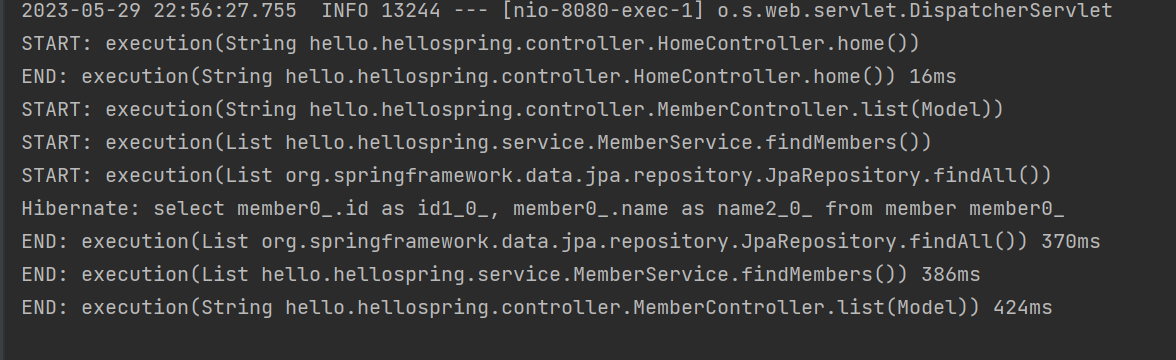 2023-05-29 22:56:27.755  INFO 13244 --- [nio-8080-exec-1] o.s.web.servlet.DispatcherServlet
START: execution(String hello.hellospring.controller.HomeController.home())
END: execution(String hello.hellospring.controller.HomeController.home()) 16ms
START: execution(String hello.hellospring.controller.MemberController.list(Model))
START: execution(List hello.hellospring.service.MemberService.findMembers())
START: execution(List org.springframework.data.jpa.repository.JpaRepository.findAll())
Hibernate: select member0_.id as id1_0_, member0_.name as name2_0_ from member member0_
END: execution(List org.springframework.data.jpa.repository.JpaRepository.findAll()) 370ms
END: execution(List hello.hellospring.service.MemberService.findMembers()) 386ms
END: execution(String hello.hellospring.controller.MemberController.list(Model)) 424ms